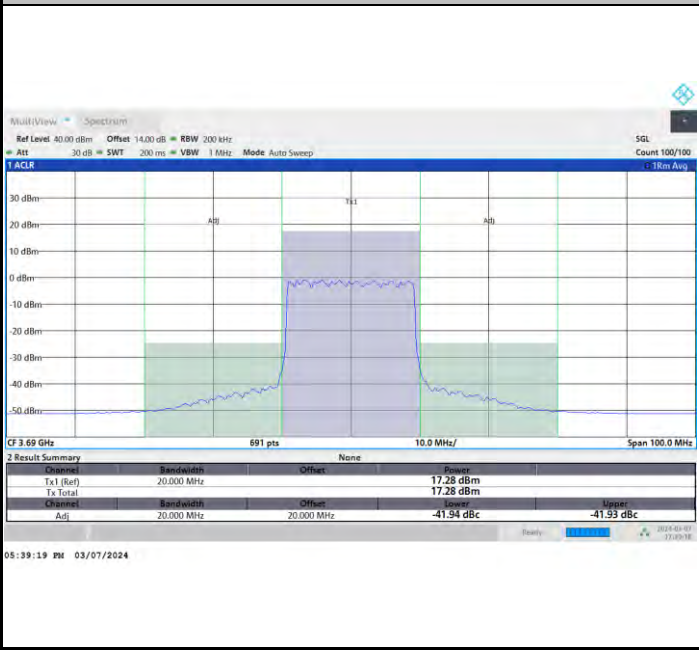 MultiView Spectrum
Ref Level 40.00 dBm Offset 14.00 dB RBW 200 kHz SGL
Att 30 dB SWT 200 ms VBW 1 MHz Mode Auto Sweep Count 100/100
1 ACLR 1Rm Avg
Tx1
Adj Adj
30 dBm
20 dBm
10 dBm
0 dBm
-10 dBm
-20 dBm
-30 dBm
-40 dBm
-50 dBm
CF 3.69 GHz 691 pts 10.0 MHz/ Span 100.0 MHz
2 Result Summary None
Channel Bandwidth Offset Power
Tx1 (Ref) 20.000 MHz 17.28 dBm
Tx Total 17.28 dBm
Channel Bandwidth Offset Lower Upper
Adj 20.000 MHz 20.000 MHz -41.94 dBc -41.93 dBc
Ready
05:39:19 PM 03/07/2024